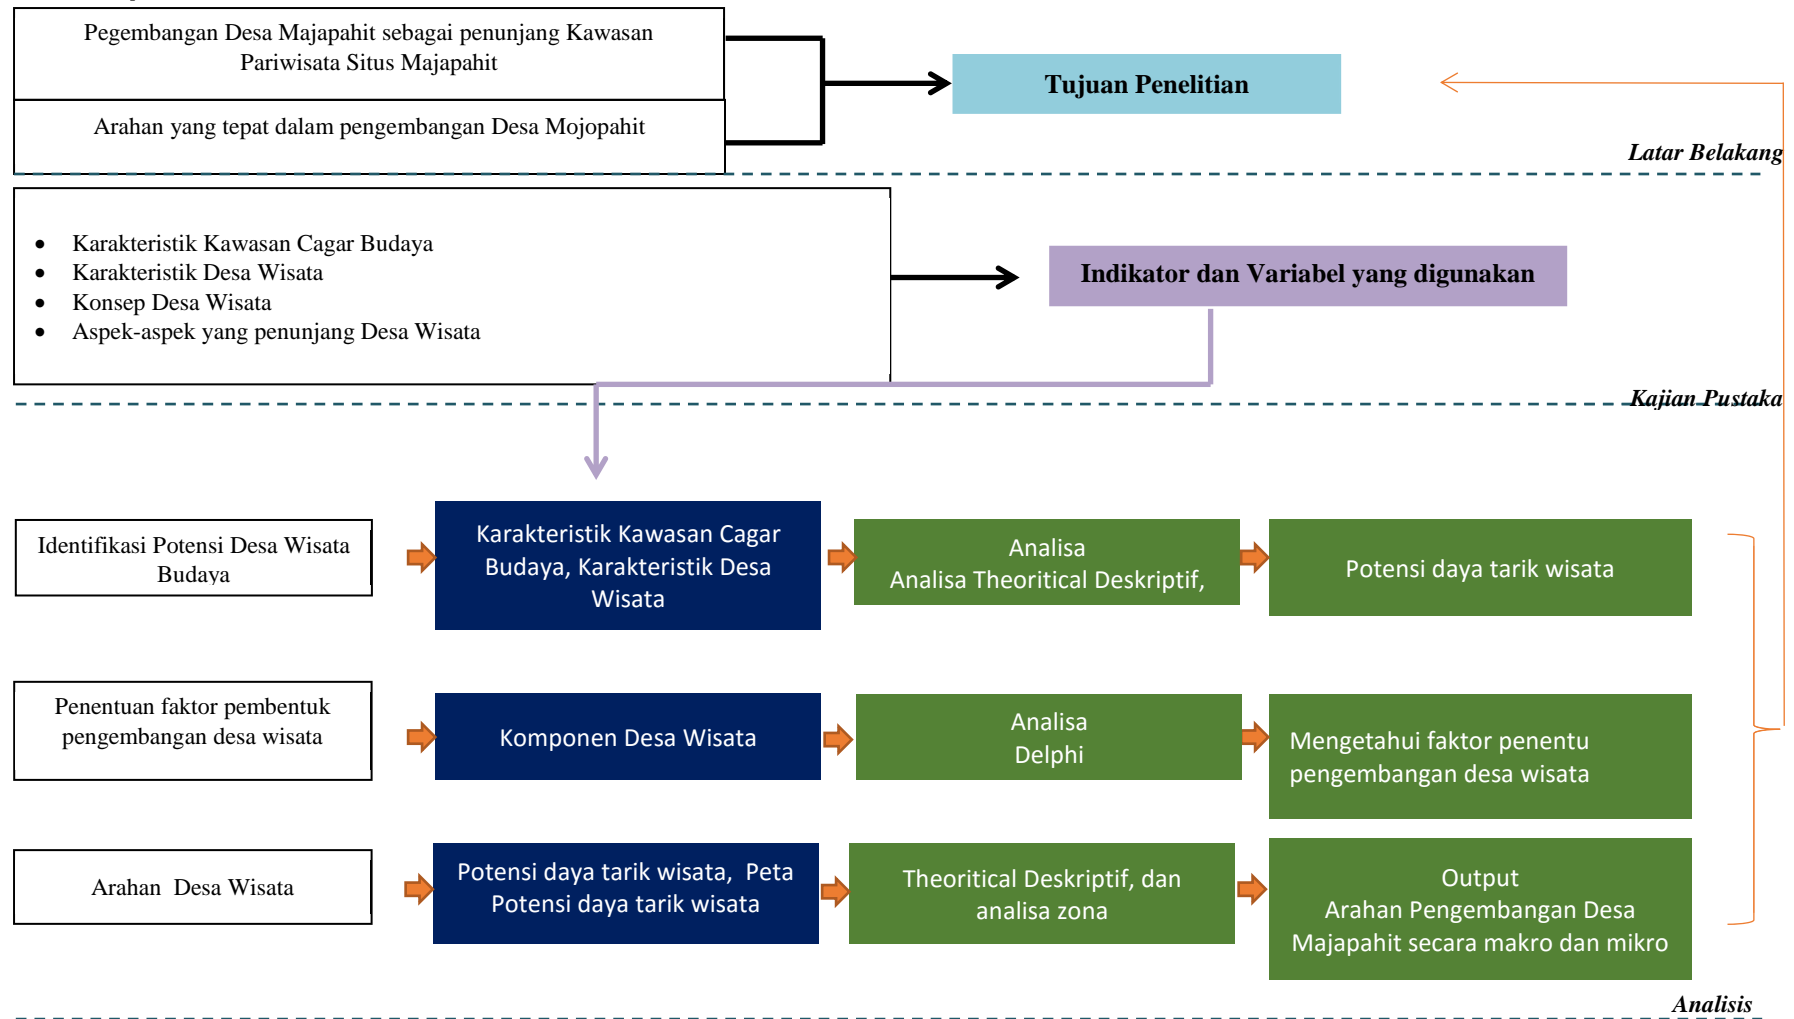 Pegembangan Desa Majapahit sebagai penunjang Kawasan
Pariwisata Situs Majapahit
Arahan yang tepat dalam pengembangan Desa Mojopahit
Tujuan Penelitian
Latar Belakang
• Karakteristik Kawasan Cagar Budaya
• Karakteristik Desa Wisata
• Konsep Desa Wisata
• Aspek-aspek yang penunjang Desa Wisata
Indikator dan Variabel yang digunakan
Kajian Pustaka
Identifikasi Potensi Desa Wisata
Budaya
Karakteristik Kawasan Cagar
Budaya, Karakteristik Desa
Wisata
Analisa
Analisa Theoritical Deskriptif,
Potensi daya tarik wisata
Penentuan faktor pembentuk
pengembangan desa wisata
Komponen Desa Wisata
Analisa
Delphi
Mengetahui faktor penentu
pengembangan desa wisata
Arahan Desa Wisata
Potensi daya tarik wisata, Peta
Potensi daya tarik wisata
Theoritical Deskriptif, dan
analisa zona
Output
Arahan Pengembangan Desa
Majapahit secara makro dan mikro
Analisis